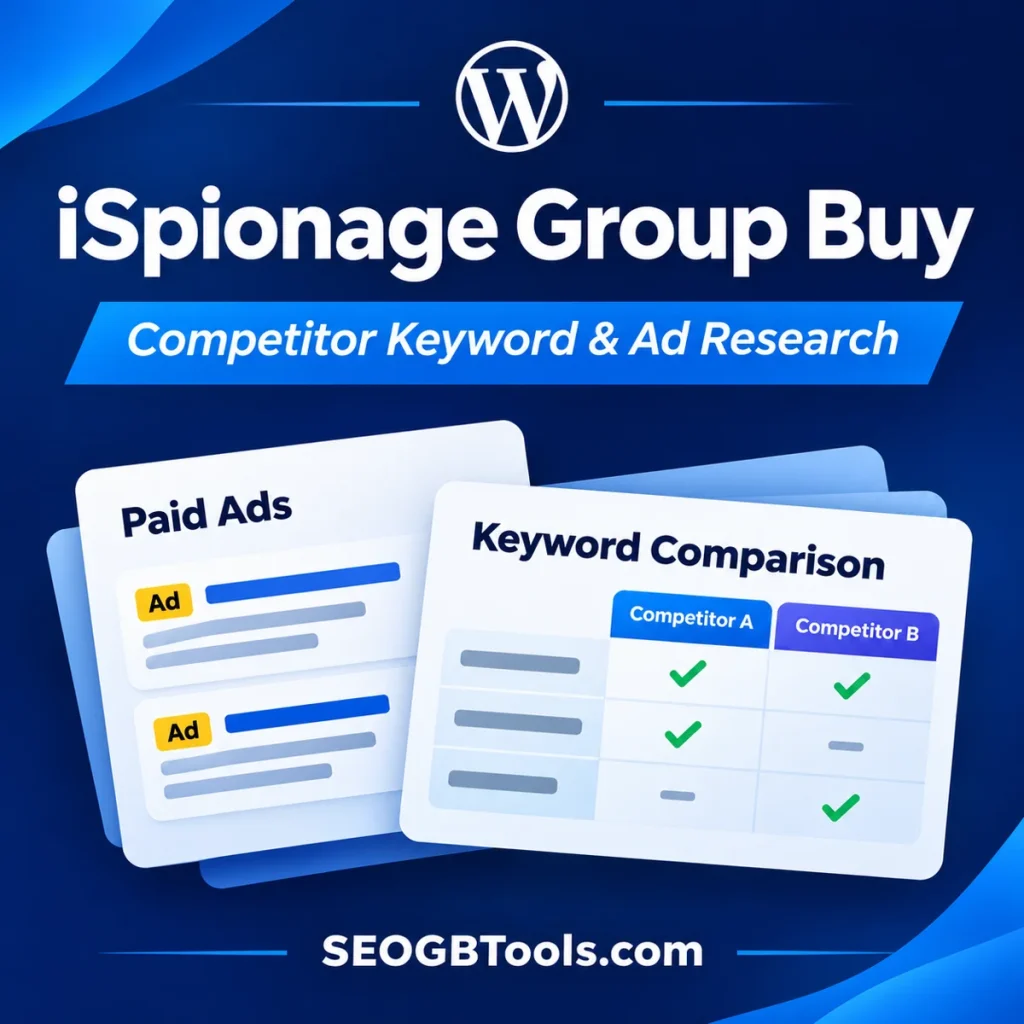 iSpionage Group Buy
Competitor Keyword & Ad Research
Paid Ads
Ad
Ad
Keyword Comparison
Competitor A
Competitor B
SEOGBTools.com